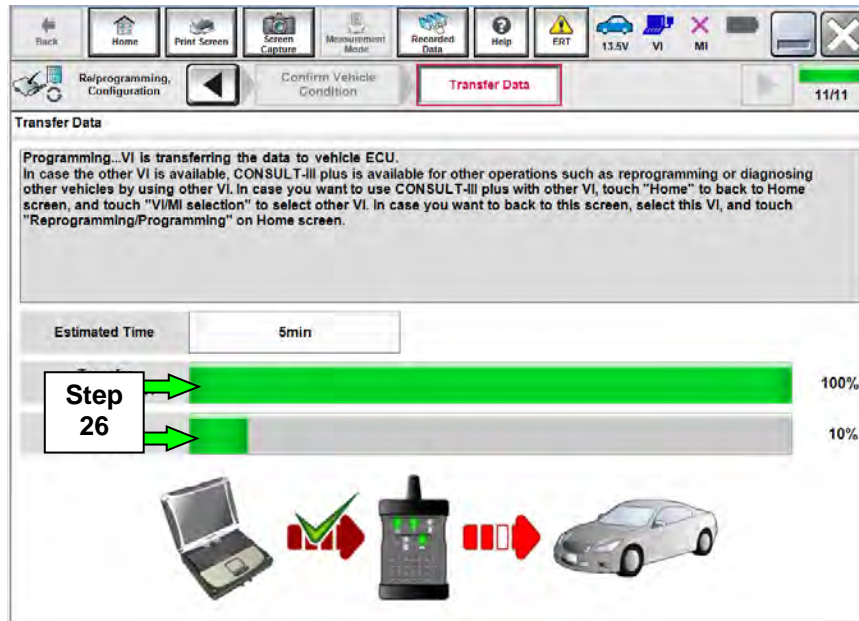 Back
Home
Print Screen
Screen
Capture
Measurement
Mode
Recorded
Data
Help
ERT
13.5V
VI
MI
Re/programming,
Configuration
Confirm Vehicle
Condition
Transfer Data
11/11
Transfer Data
Programming...VI is transferring the data to vehicle ECU.
In case the other VI is available, CONSULT-III plus is available for other operations such as reprogramming or diagnosing
other vehicles by using other VI. In case you want to use CONSULT-III plus with other VI, touch "Home" to back to Home
screen, and touch "VI/MI selection" to select other VI. In case you want to back to this screen, select this VI, and touch
"Reprogramming/Programming" on Home screen.
Estimated Time
5min
100%
Step
26
10%